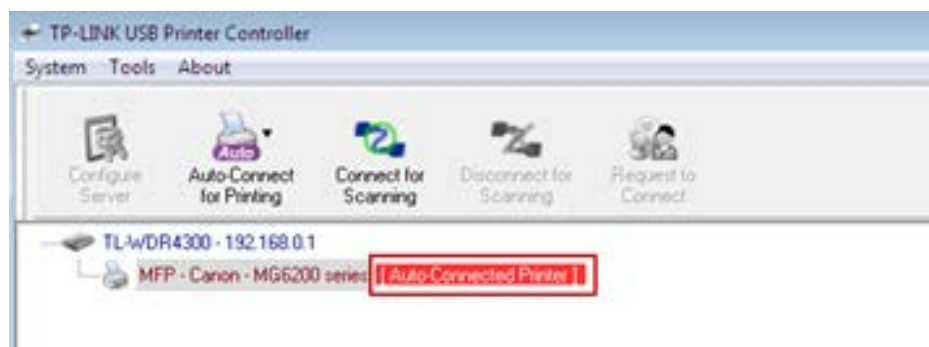 TP-LINK USB Printer Controller
System Tools About
Auto
Configure Server
Auto-Connect for Printing
Connect for Scanning
Disconnect for Scanning
Request to Connect
TL-WDR4300 - 192.168.0.1
MFP - Canon - MG6200 series [ Auto-Connected Printer ]